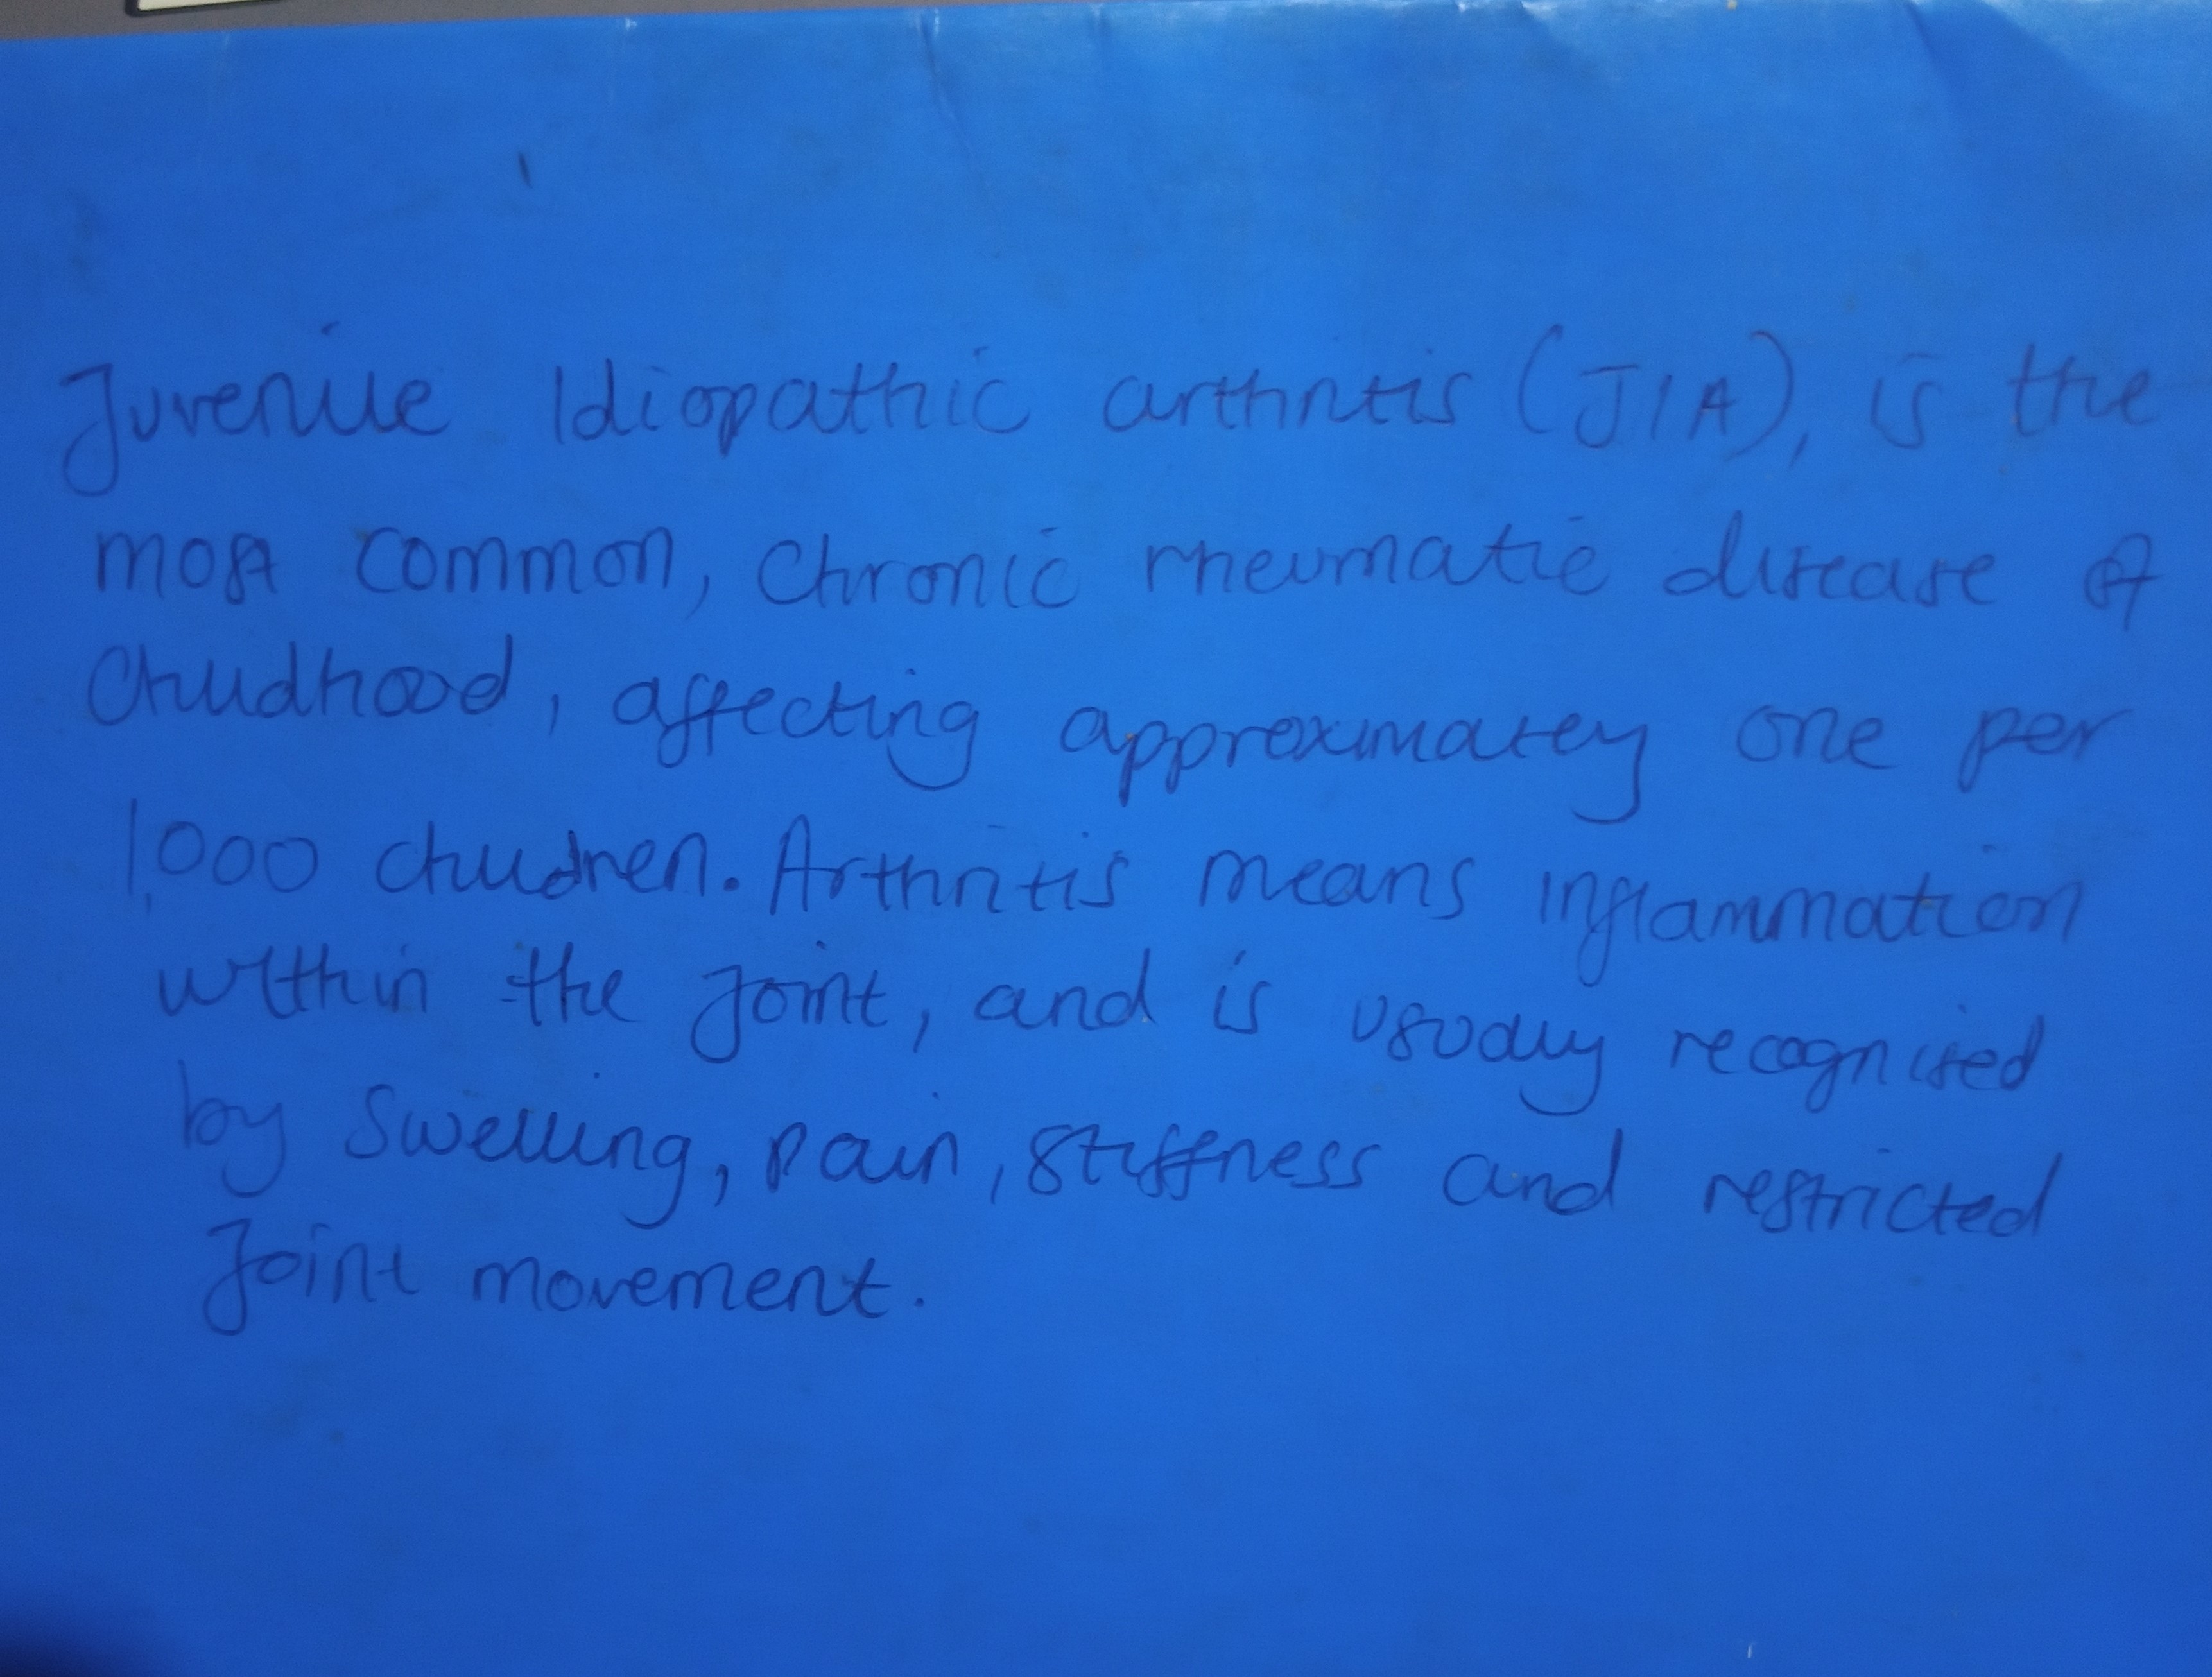 Juvenile Idiopathic arthritis (JIA), is the
most common, Chronic rheumatic disease of
Childhood, affecting approximately one per
1,000 children. Arthritis means inflammation
within the Joint, and is usually recognised
by Swelling, pain, stiffness and restricted
Joint movement.